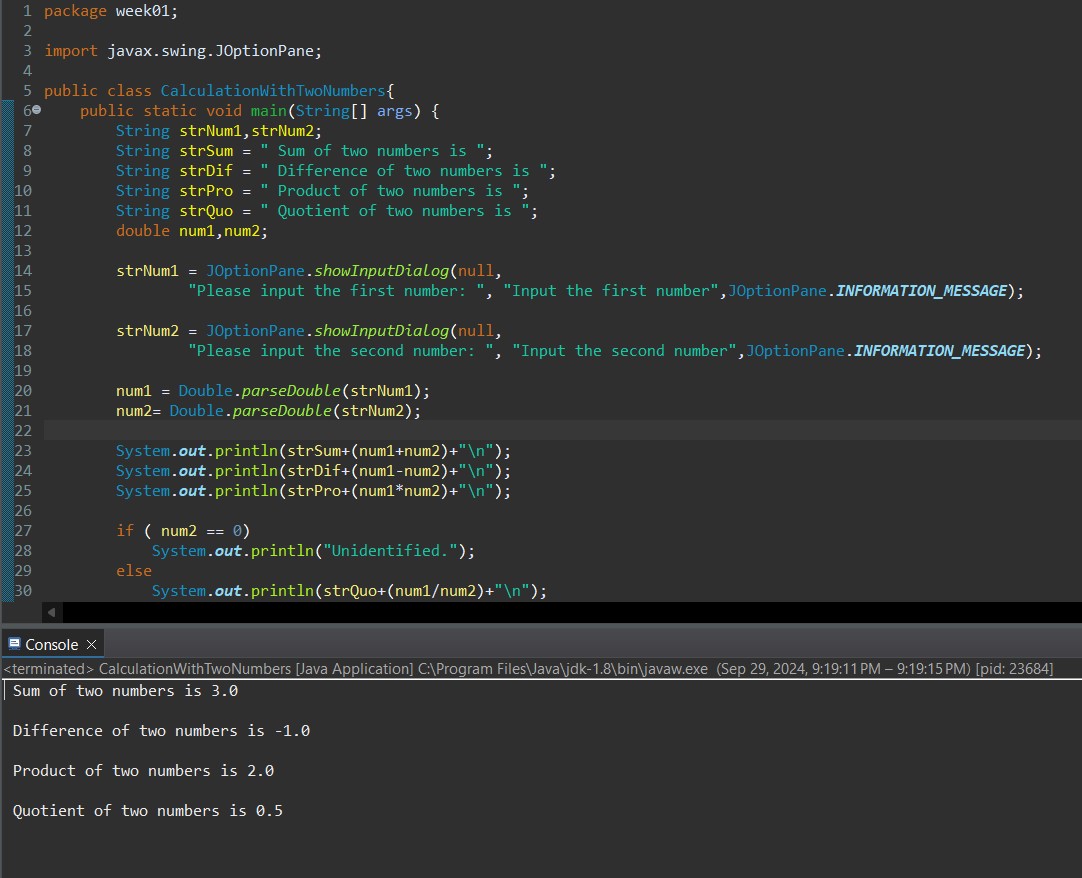 1 package week01;
2
3 import javax.swing.JOptionPane;
4
5 public class CalculationWithTwoNumbers{
6 public static void main(String[] args) {
7 String strNum1,strNum2;
8 String strSum = " Sum of two numbers is ";
9 String strDif = " Difference of two numbers is ";
10 String strPro = " Product of two numbers is ";
11 String strQuo = " Quotient of two numbers is ";
12 double num1,num2;
13
14 strNum1 = JOptionPane.showInputDialog(null,
15 "Please input the first number: ", "Input the first number",JOptionPane.INFORMATION_MESSAGE);
16
17 strNum2 = JOptionPane.showInputDialog(null,
18 "Please input the second number: ", "Input the second number",JOptionPane.INFORMATION_MESSAGE);
19
20 num1 = Double.parseDouble(strNum1);
21 num2= Double.parseDouble(strNum2);
22
23 System.out.println(strSum+(num1+num2)+"\n");
24 System.out.println(strDif+(num1-num2)+"\n");
25 System.out.println(strPro+(num1*num2)+"\n");
26
27 if ( num2 == 0)
28 System.out.println("Unidentified.");
29 else
30 System.out.println(strQuo+(num1/num2)+"\n");
Console
<terminated> CalculationWithTwoNumbers [Java Application] C:\Program Files\Java\jdk-1.8\bin\javaw.exe (Sep 29, 2024, 9:19:11 PM – 9:19:15 PM) [pid: 23684]
Sum of two numbers is 3.0
Difference of two numbers is -1.0
Product of two numbers is 2.0
Quotient of two numbers is 0.5